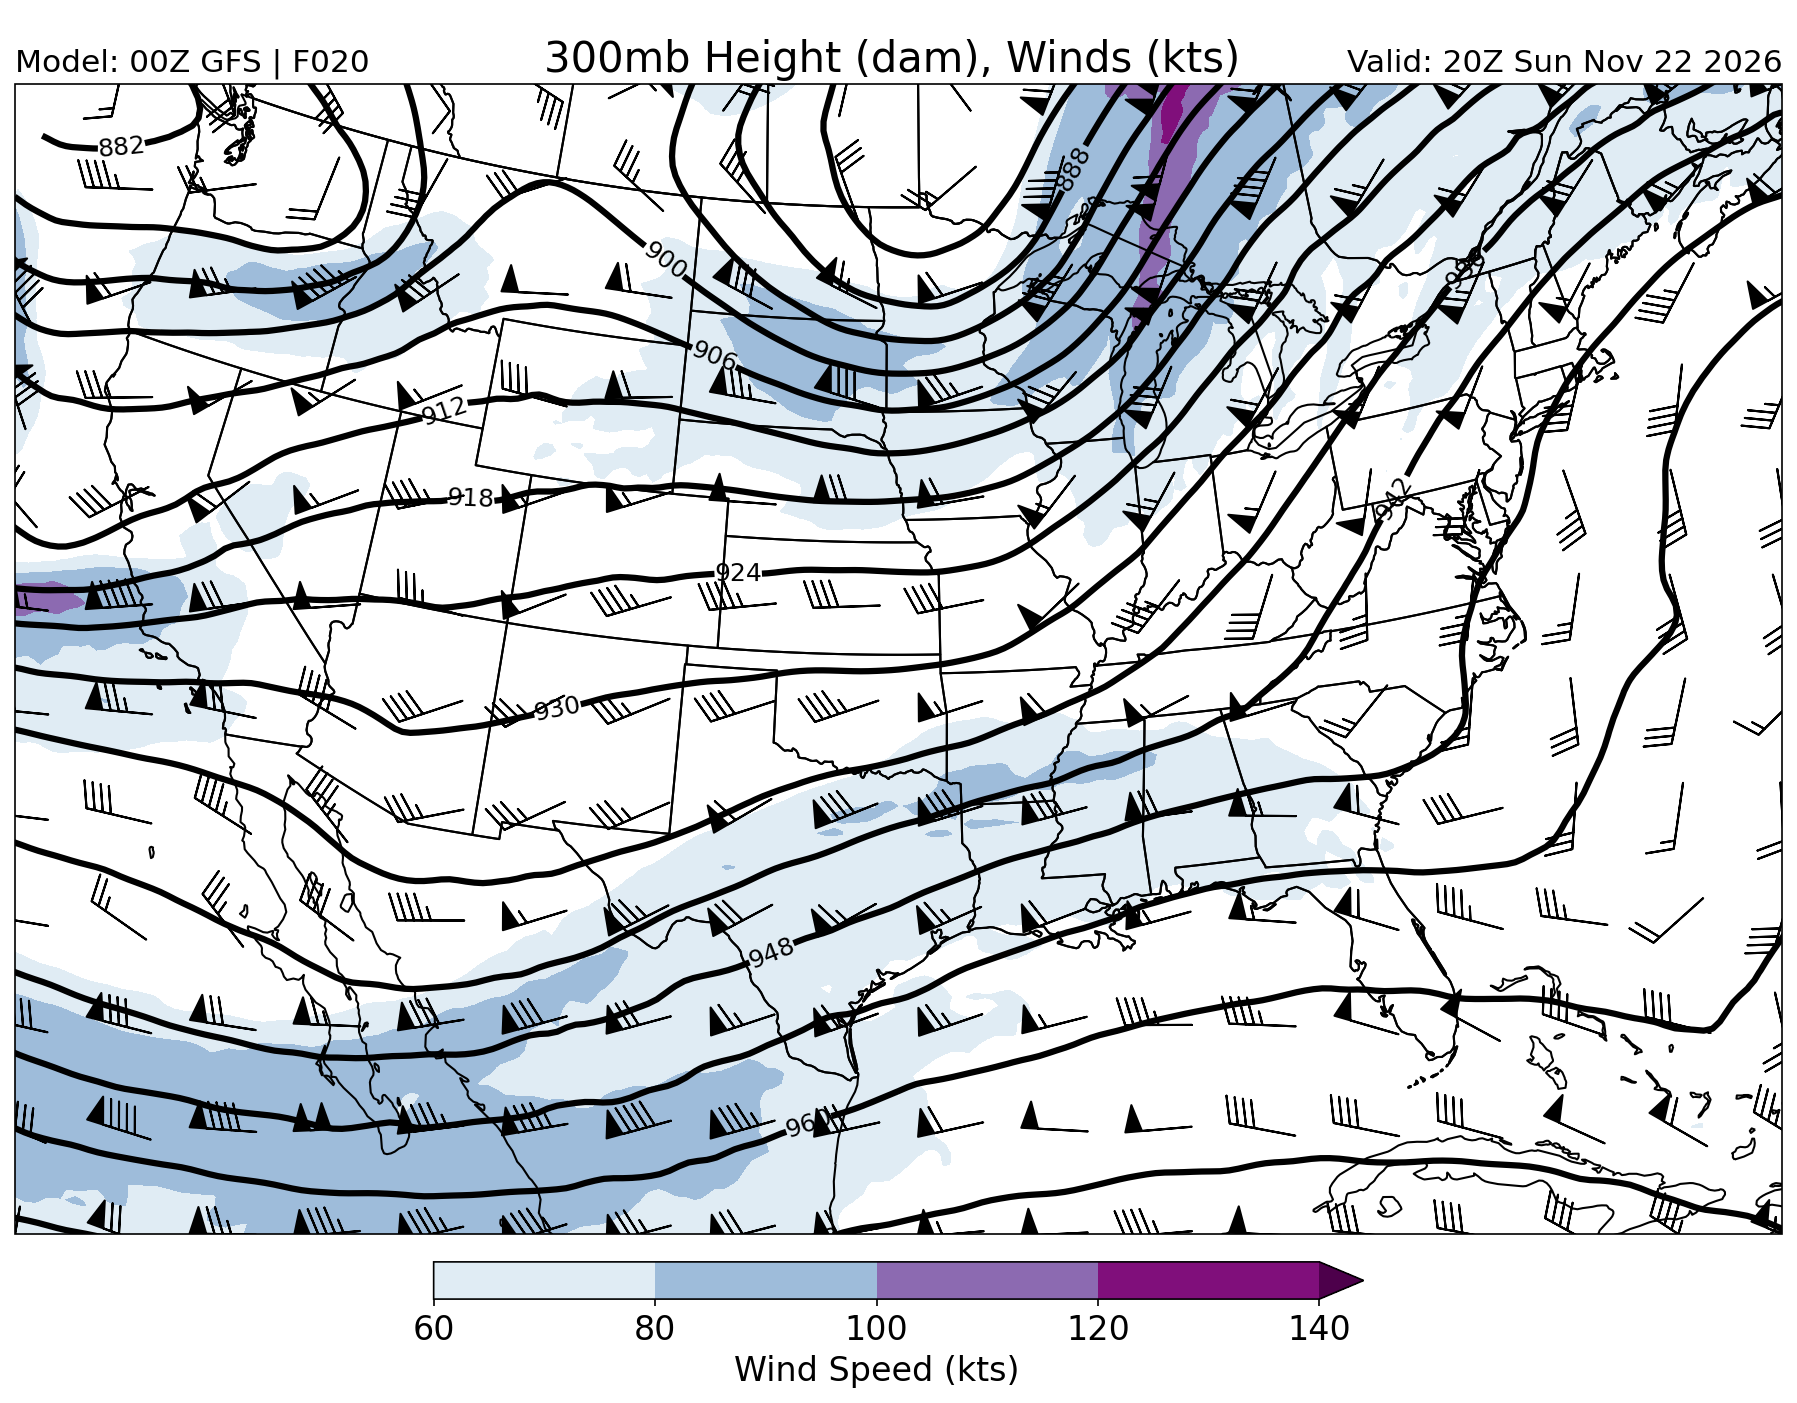 Model: 00Z GFS | F020
300mb Height (dam), Winds (kts)
Valid: 20Z Sun Nov 22 2026
882
888
900
936
906
912
918
942
924
930
948
960
60 80 100 120 140
Wind Speed (kts)